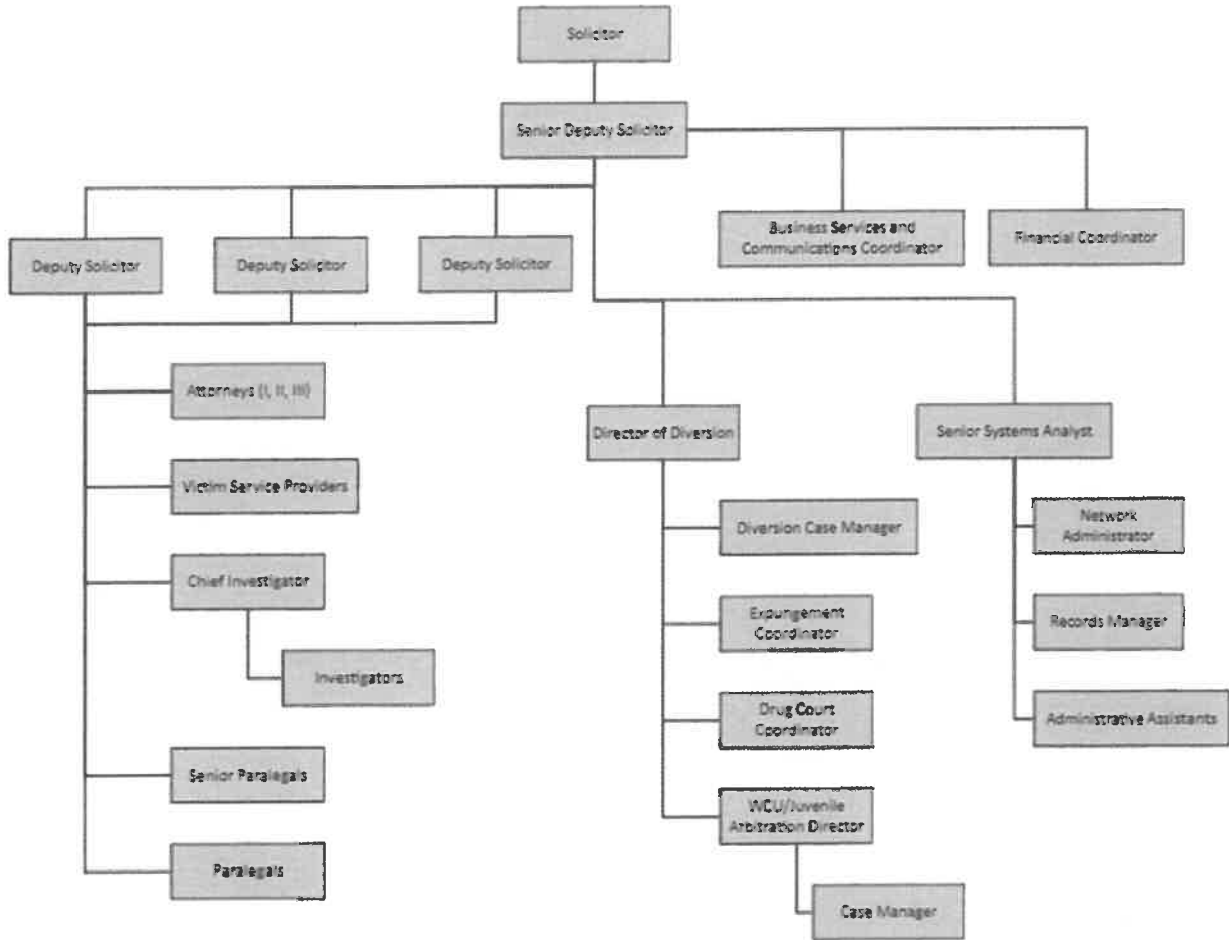 Solicitor
Senior Deputy Solicitor
Business Services and
Communications Coordinator
Financial Coordinator
Deputy Solicitor
Deputy Solicitor
Deputy Solicitor
Attorneys (I, II, III)
Victim Service Providers
Chief Investigator
Investigators
Senior Paralegals
Paralegals
Director of Diversion
Diversion Case Manager
Expungement
Coordinator
Drug Court
Coordinator
WCU/Juvenile
Arbitration Director
Case Manager
Senior Systems Analyst
Network
Administrator
Records Manager
Administrative Assistants